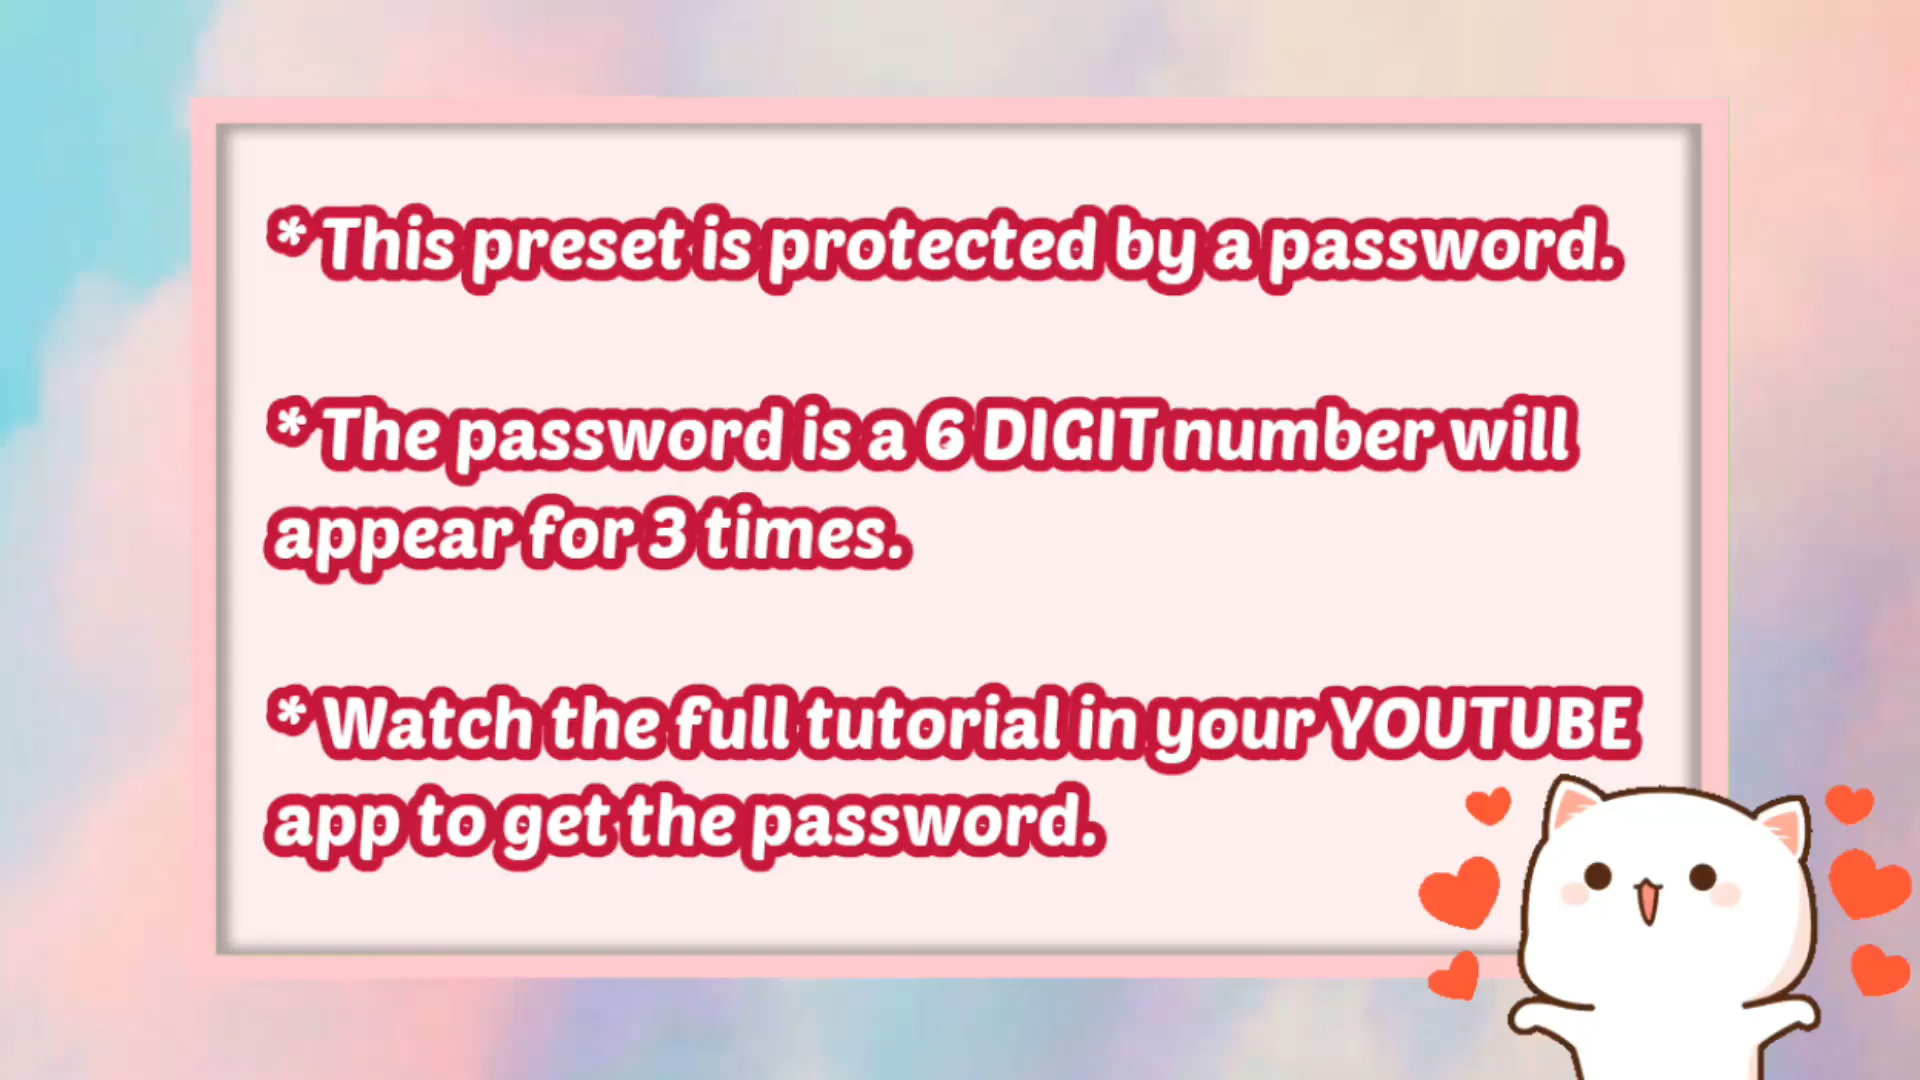 * This preset is protected by a password.
* The password is a 6 DIGIT number will
appear for 3 times.
* Watch the full tutorial in your YOUTUBE
app to get the password.